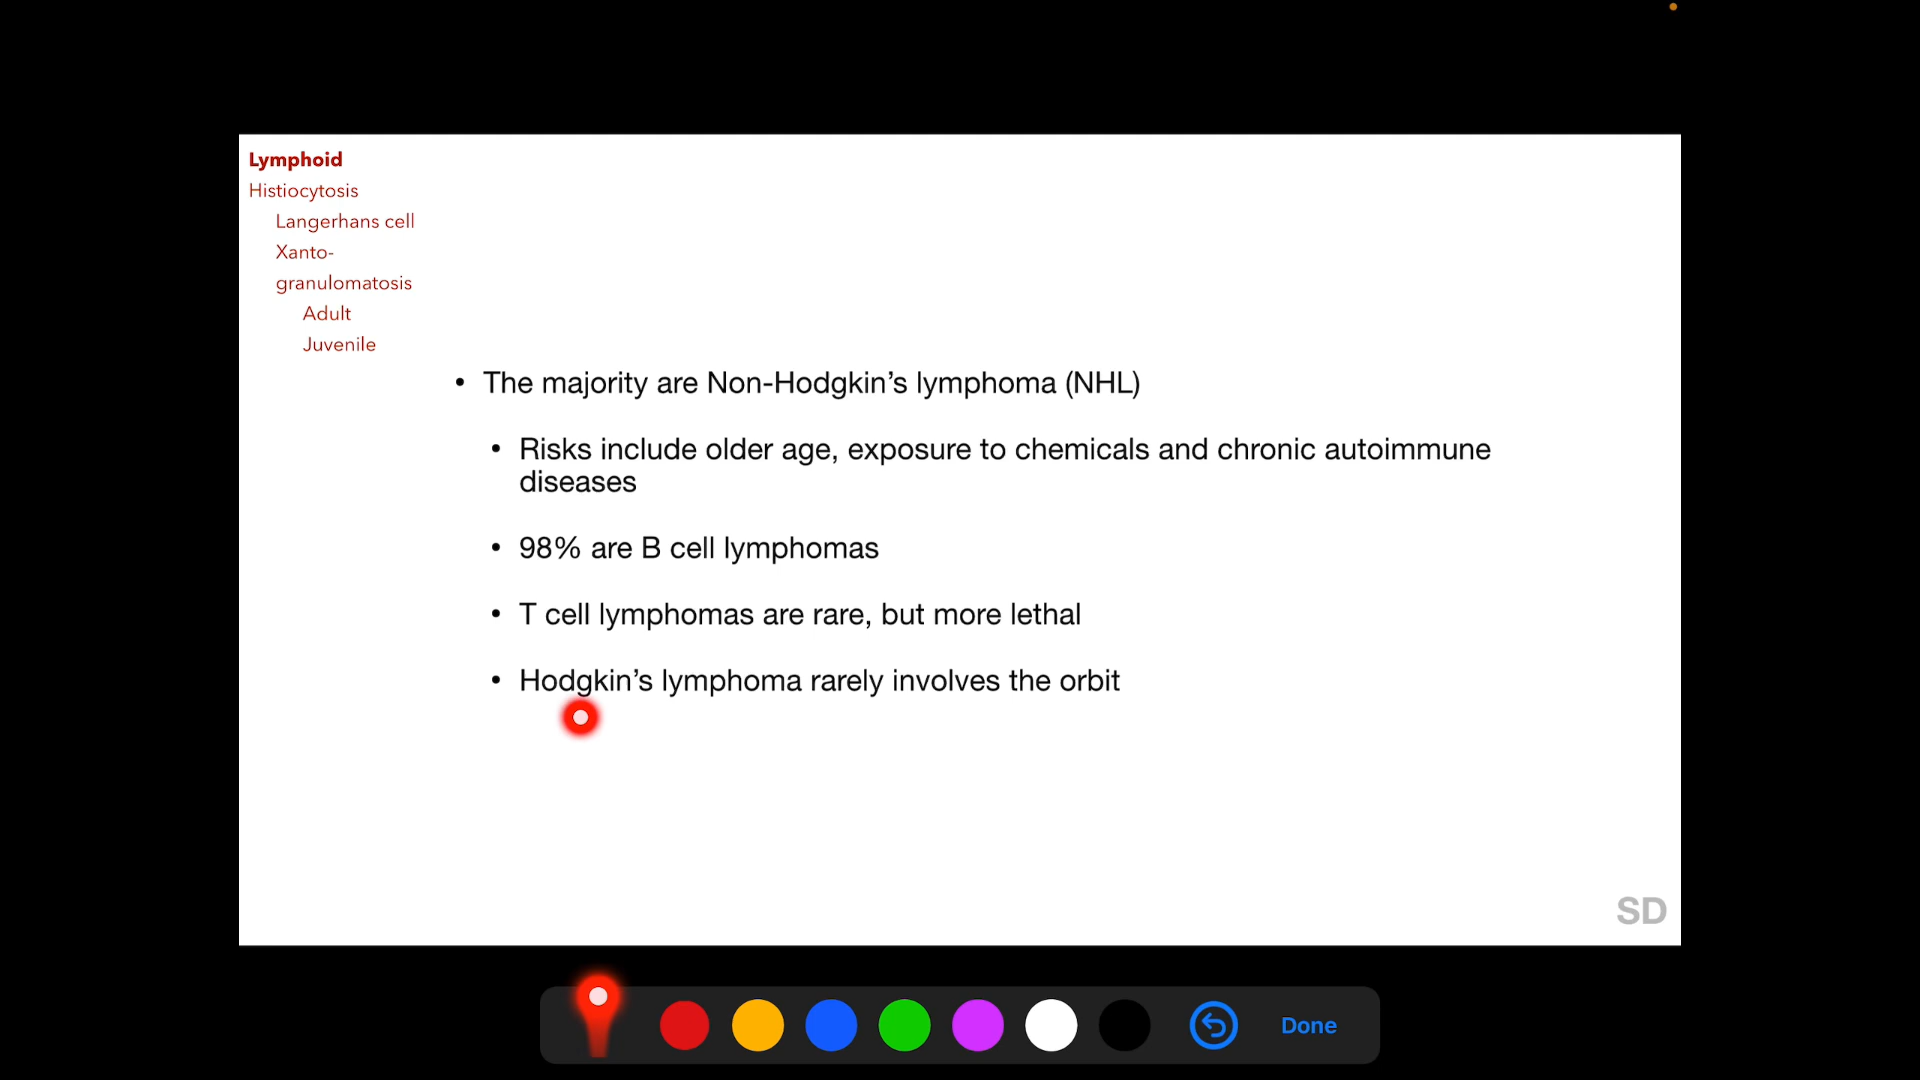 Lymphoid
Histiocytosis
Langerhans cell
Xanto-
granulomatosis
Adult
Juvenile
• The majority are Non-Hodgkin’s lymphoma (NHL)
• Risks include older age, exposure to chemicals and chronic autoimmune
diseases
• 98% are B cell lymphomas
• T cell lymphomas are rare, but more lethal
• Hodgkin’s lymphoma rarely involves the orbit
SD
Done